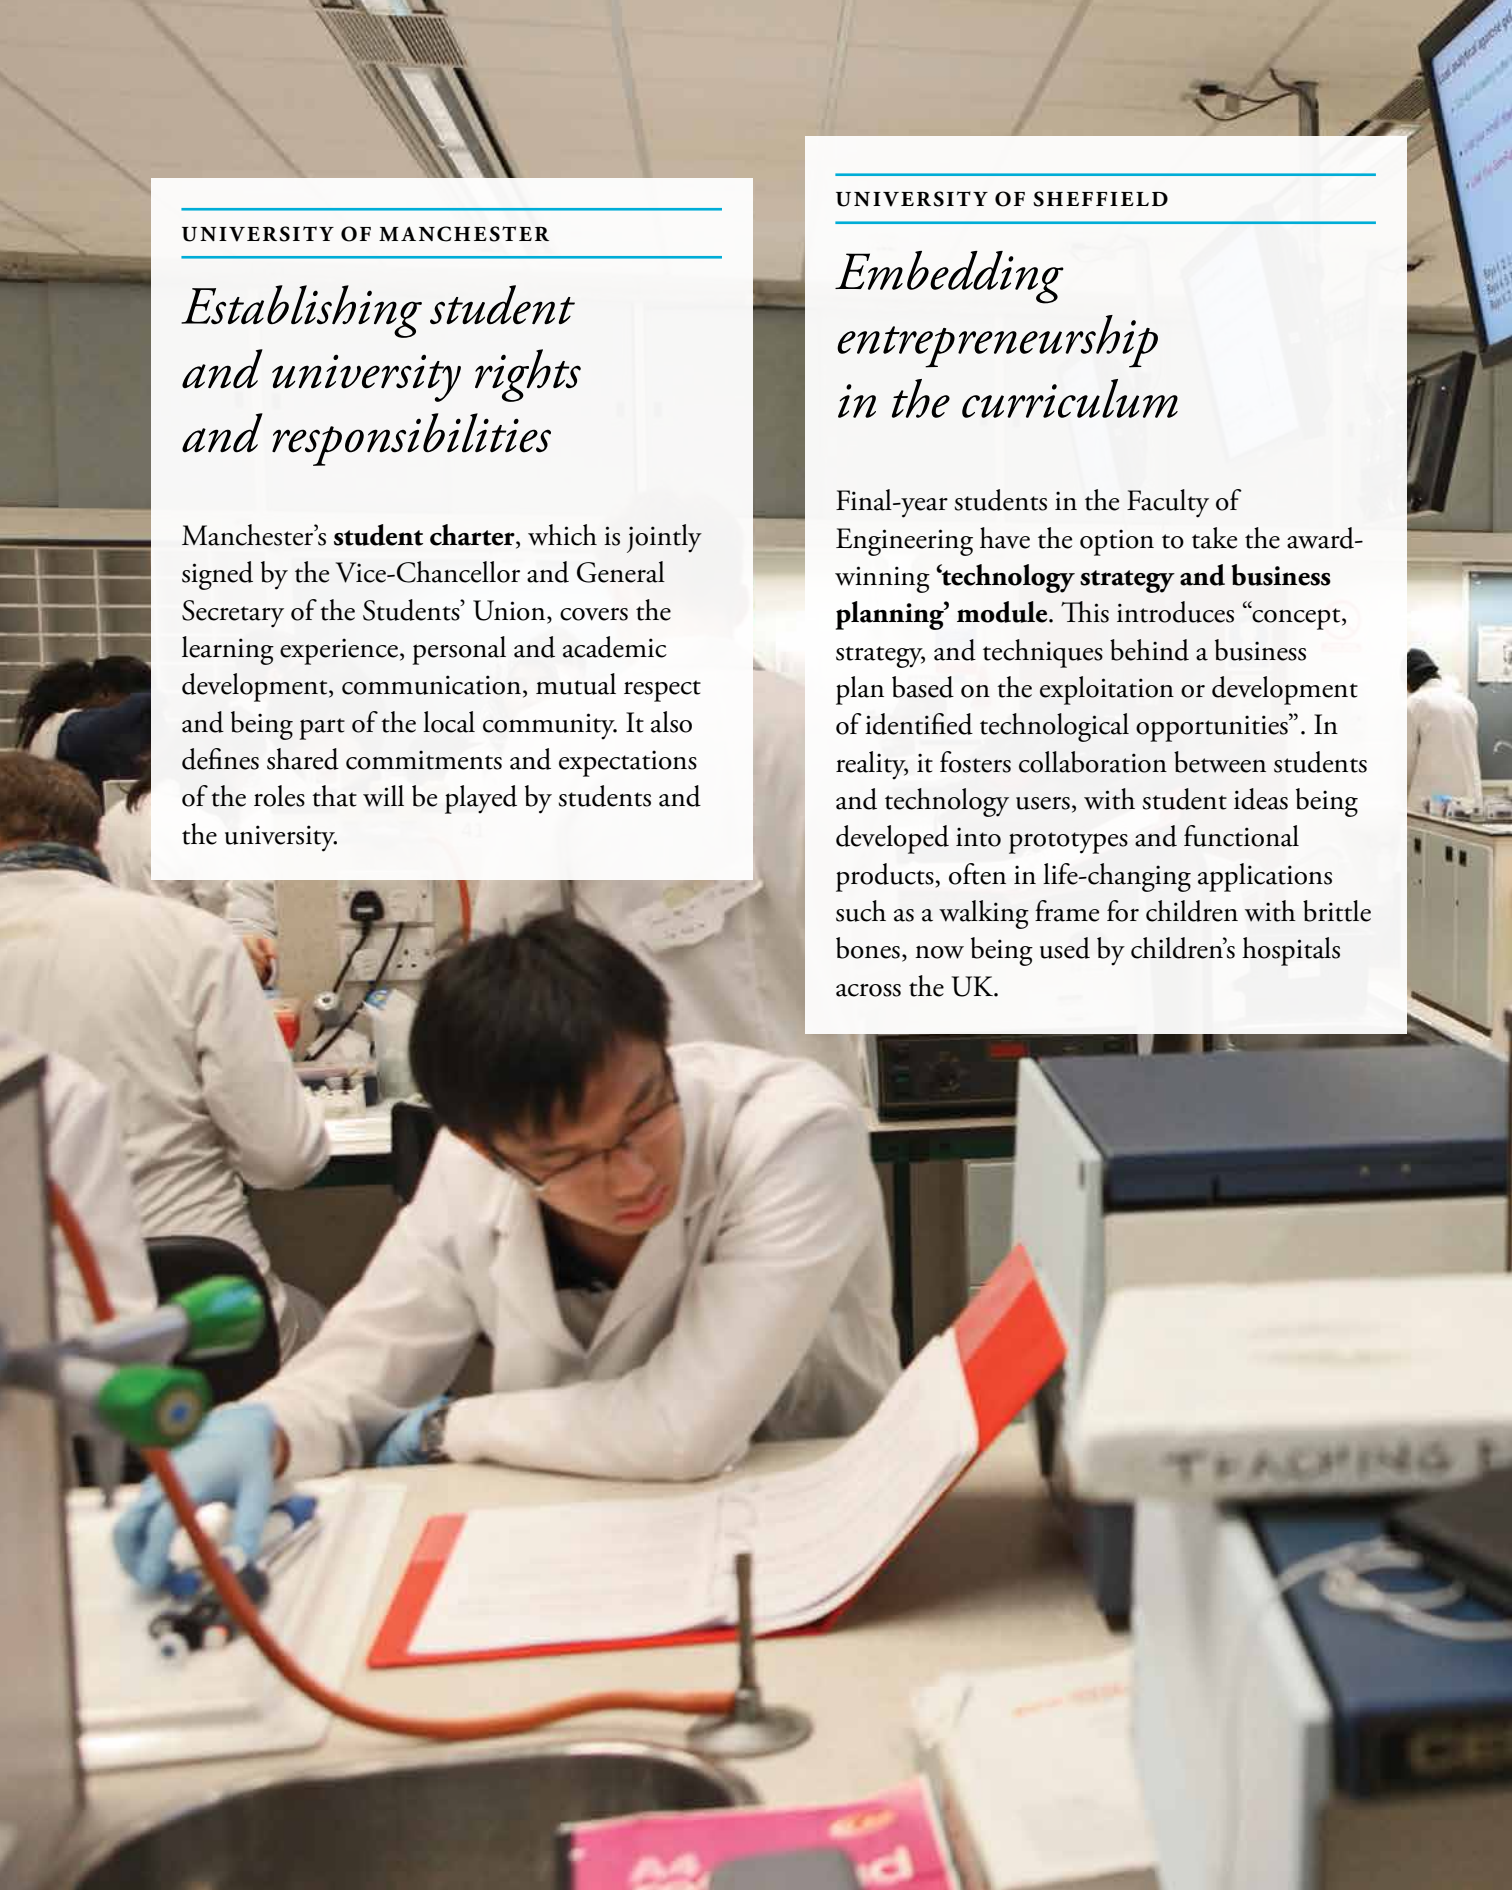 UNIVERSITY OF MANCHESTER
Establishing student
and university rights
and responsibilities
Manchester’s student charter, which is jointly
signed by the Vice-Chancellor and General
Secretary of the Students’ Union, covers the
learning experience, personal and academic
development, communication, mutual respect
and being part of the local community. It also
defines shared commitments and expectations
of the roles that will be played by students and
the university.
UNIVERSITY OF SHEFFIELD
Embedding
entrepreneurship
in the curriculum
Final-year students in the Faculty of
Engineering have the option to take the award-
winning ‘technology strategy and business
planning’ module. This introduces “concept,
strategy, and techniques behind a business
plan based on the exploitation or development
of identified technological opportunities”. In
reality, it fosters collaboration between students
and technology users, with student ideas being
developed into prototypes and functional
products, often in life-changing applications
such as a walking frame for children with brittle
bones, now being used by children’s hospitals
across the UK.
TEACHING
A4